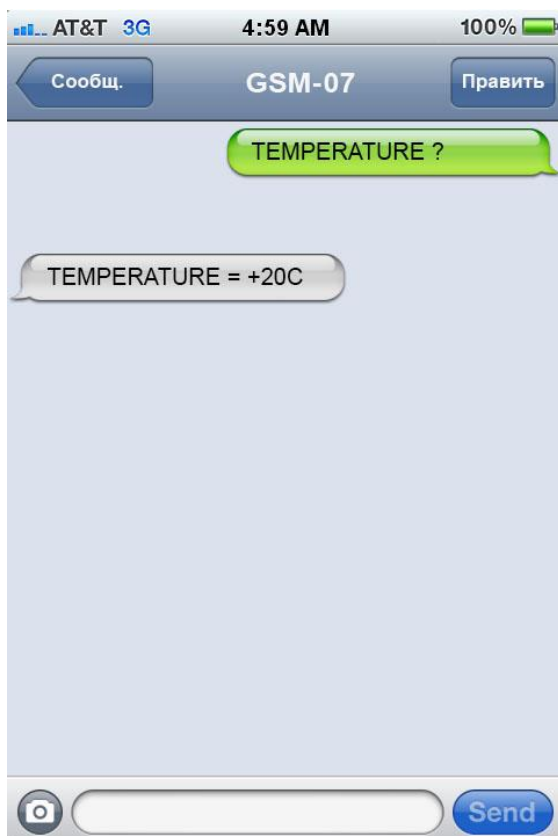 AT&T 3G 4:59 AM 100%
Сообщ. GSM-07 Править
TEMPERATURE ?
TEMPERATURE = +20C
Send